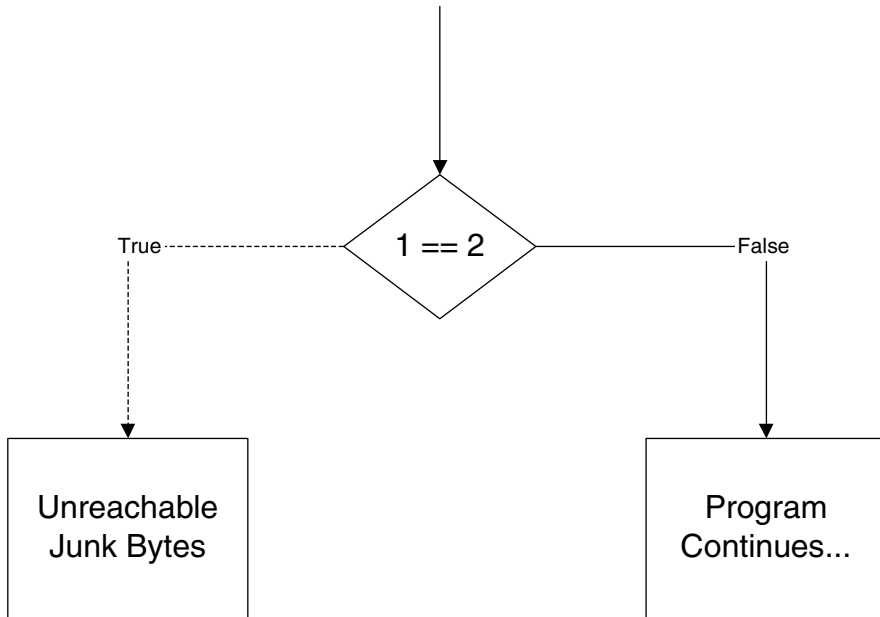 1 == 2
True
False
Unreachable
Junk Bytes
Program
Continues...